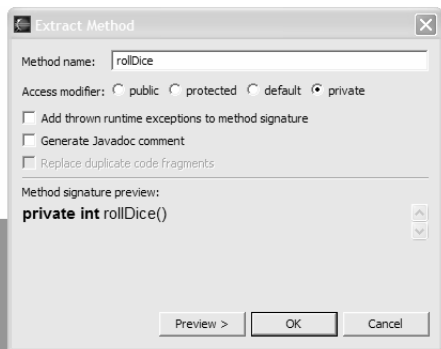 Extract Method
Method name: rollDice
Access modifier: public protected default private
Add thrown runtime exceptions to method signature
Generate Javadoc comment
Replace duplicate code fragments
Method signature preview:
private int rollDice()
Preview > OK Cancel